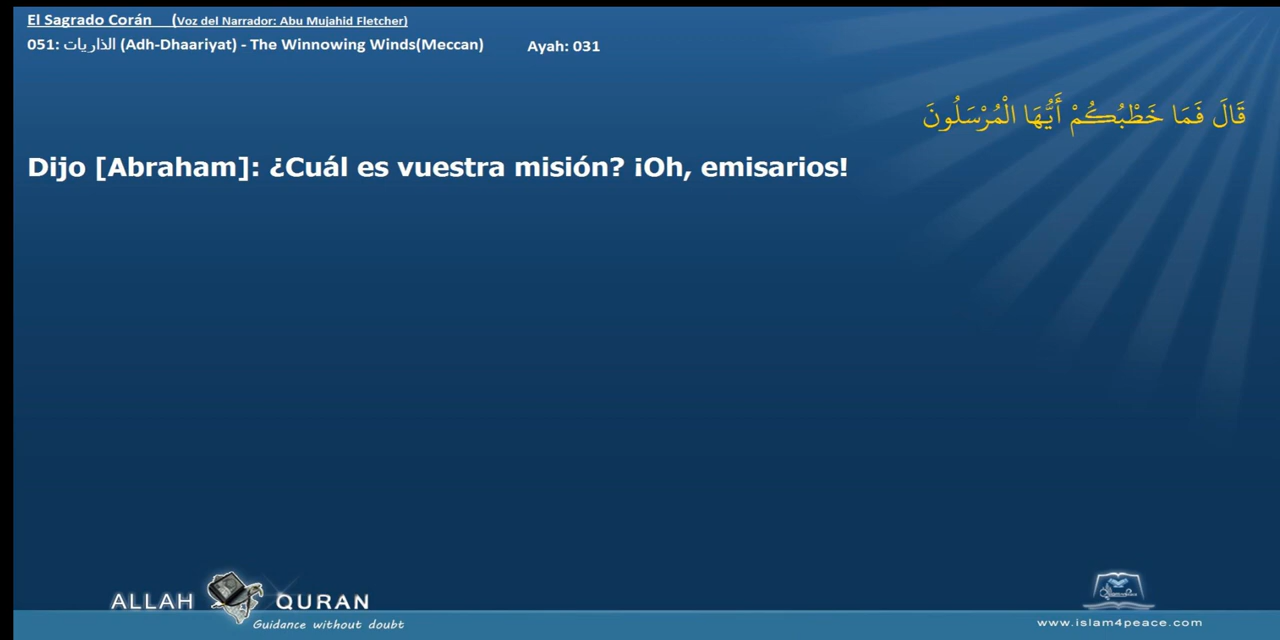 El Sagrado Corán (Voz del Narrador: Abu Mujahid Fletcher)
051: الذاريات (Adh-Dhaariyat) - The Winnowing Winds(Meccan) Ayah: 031
قَالَ فَمَا خَطْبُكُمْ أَيُّهَا الْمُرْسَلُونَ
Dijo [Abraham]: ¿Cuál es vuestra misión? ¡Oh, emisarios!
ALLAH QURAN
Guidance without doubt
www.islam4peace.com